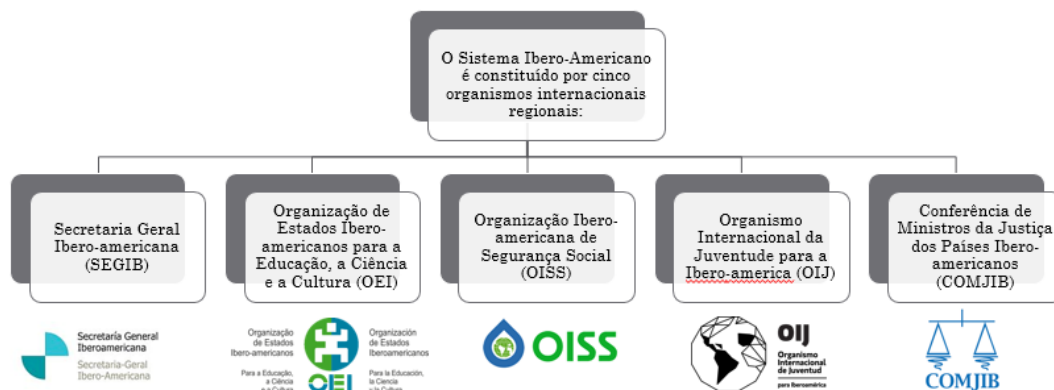 O Sistema Ibero-Americano
é constituído por cinco
organismos internacionais
regionais:
Secretaria Geral
Ibero-americana
(SEGIB)
Organização de
Estados Ibero-
americanos para a
Educação, a Ciência
e a Cultura (OEI)
Organização Ibero-
americana de
Segurança Social
(OISS)
Organismo
Internacional da
Juventude para a
Ibero-america (OIJ)
Conferência de
Ministros da Justiça
dos Países Ibero-
americanos
(COMJIB)
Secretaría General
Iberoamericana
Secretaria-Geral
Ibero-Americana
Organização
de Estados
Ibero-americanos
Para a Educação,
a Ciência
e a Cultura
OEI
Organización
de Estados
Iberoamericanos
Para la Educación,
la Ciencia
y la Cultura
OISS
OIJ
Organismo
Internacional
de Juventud
para Iberoamérica
COMJIB